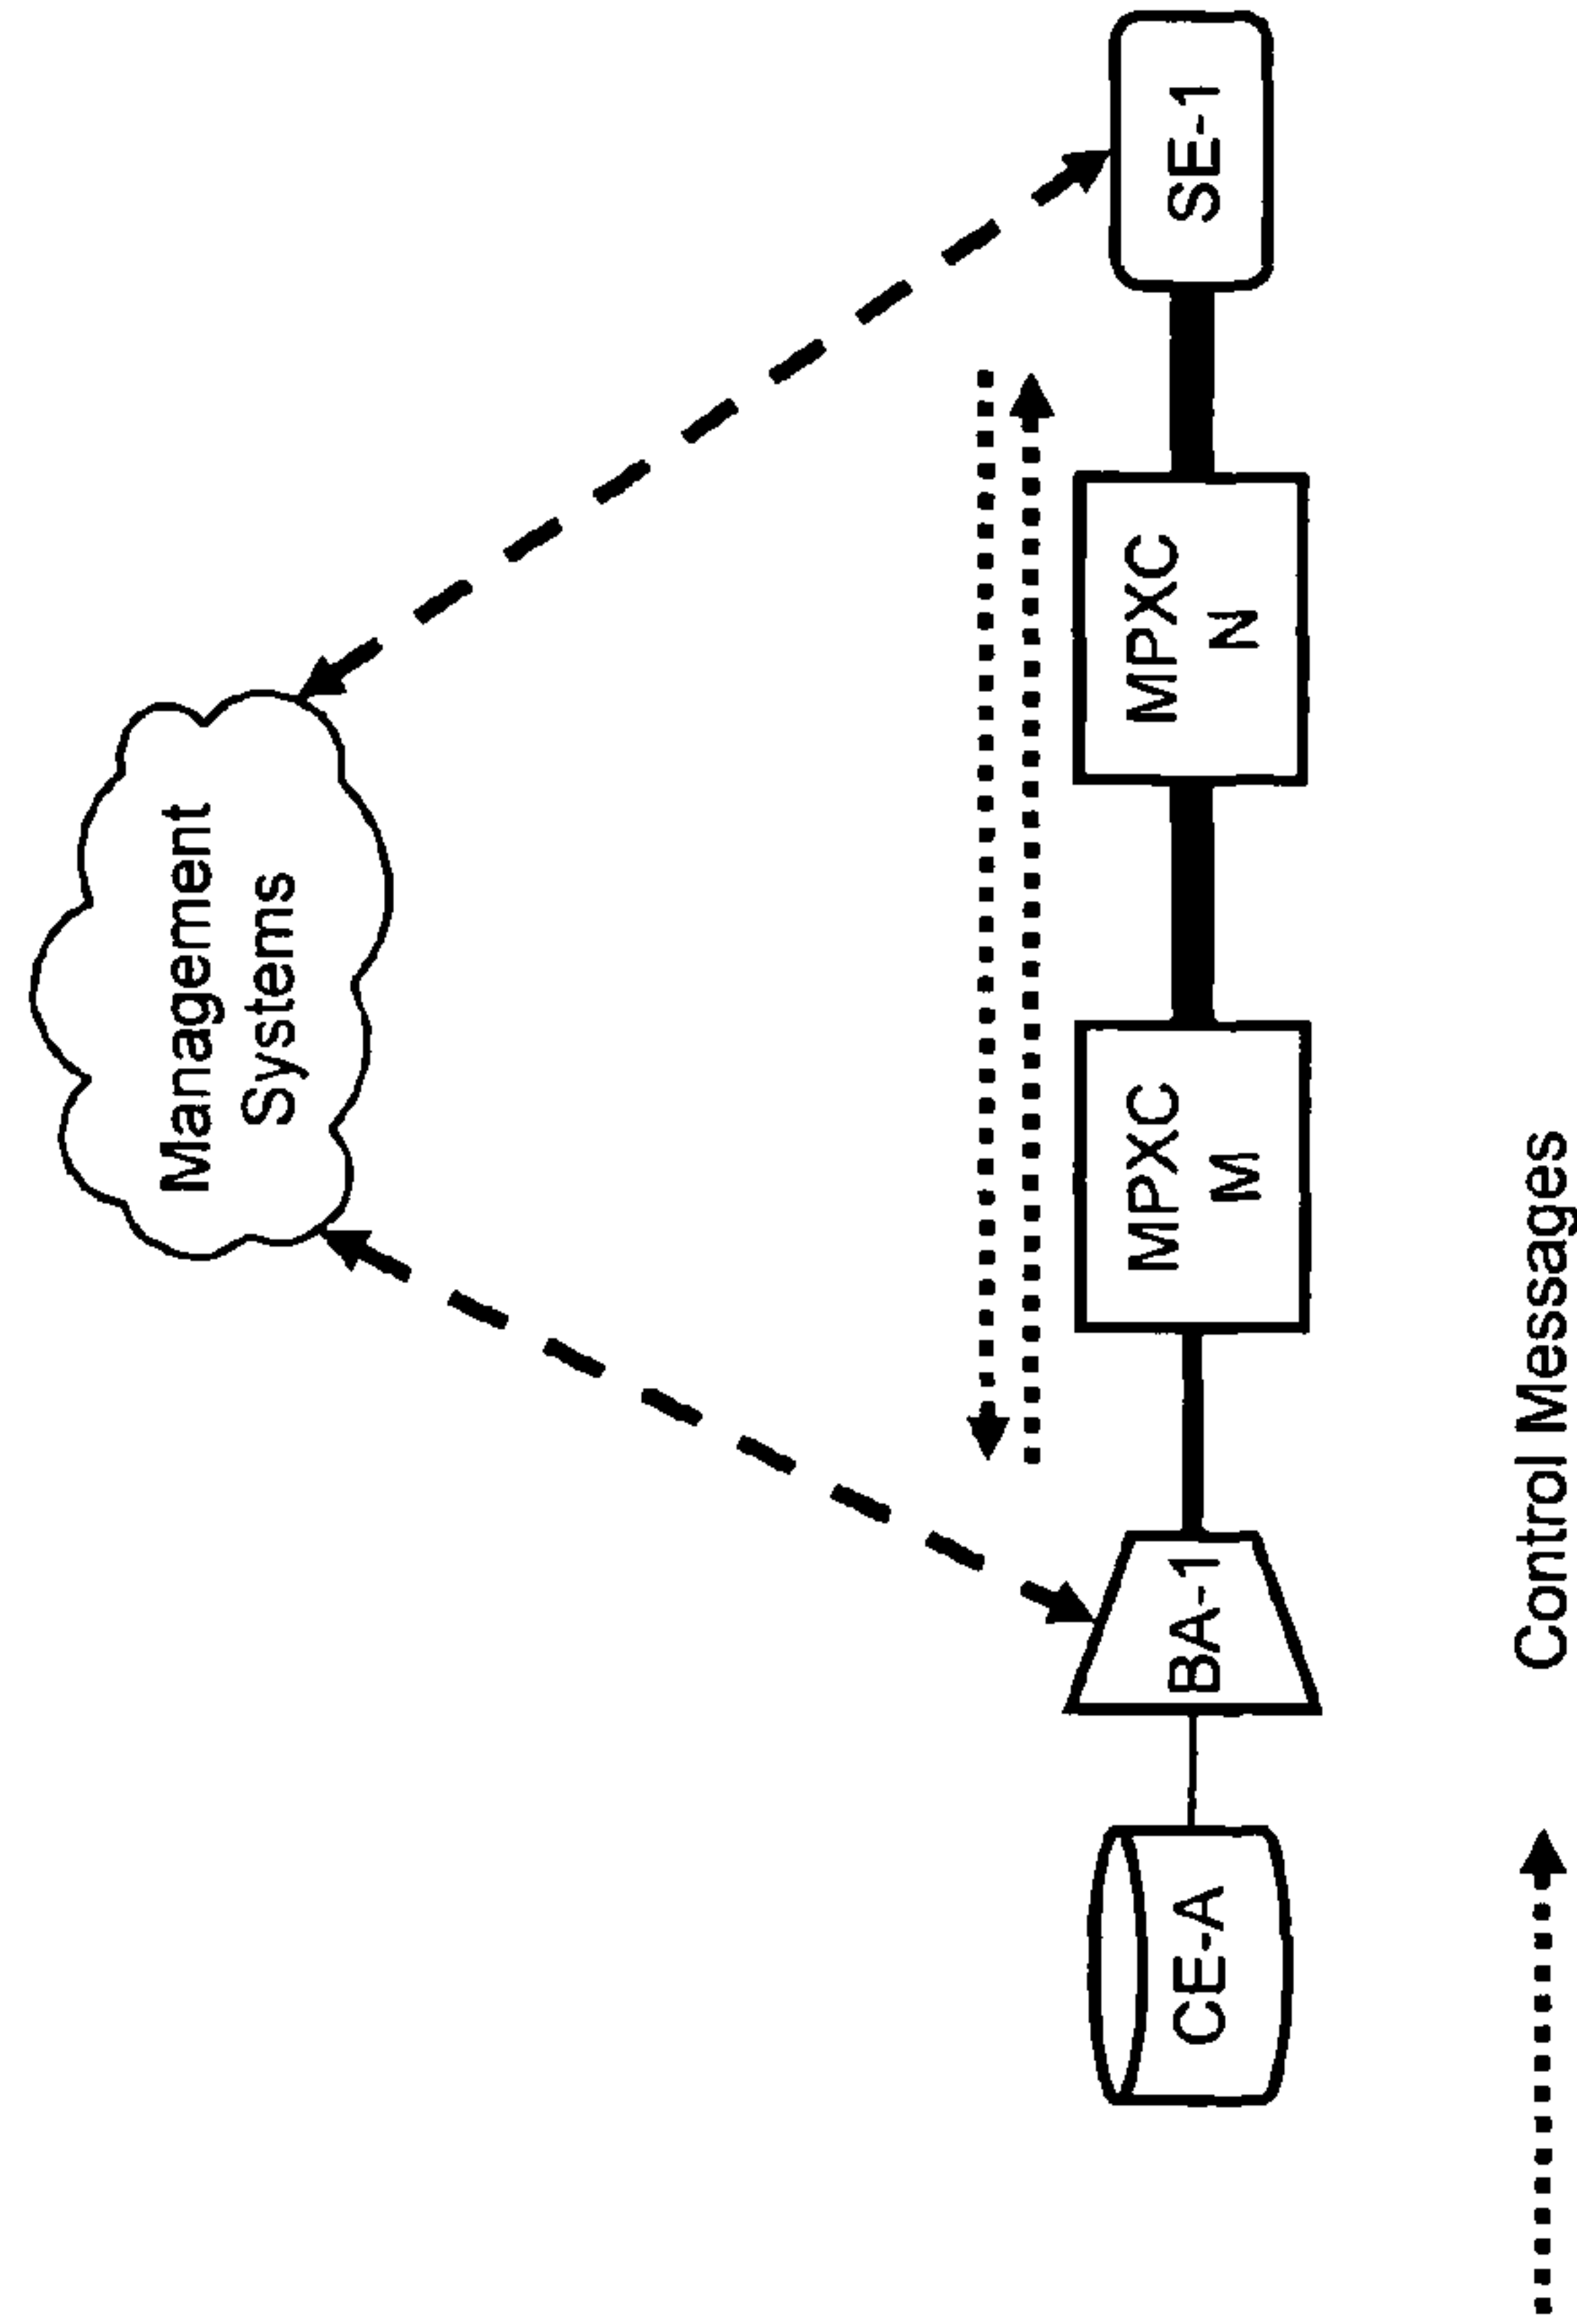 Management
Systems
CE-A
BA-1
MPXC
M
MPXC
N
SE-1
Control Messages